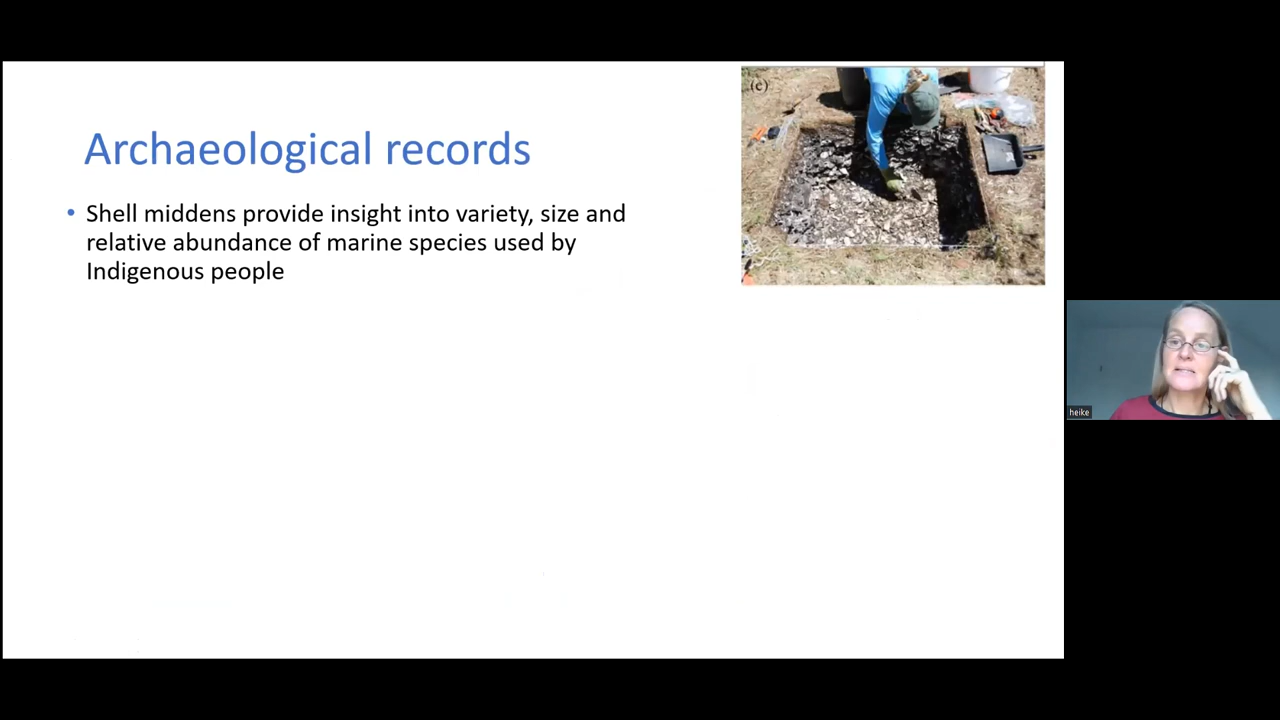 (c)
Archaeological records
• Shell middens provide insight into variety, size and
relative abundance of marine species used by
Indigenous people
heike